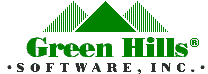 Green Hills®
• SOFTWARE, INC. •